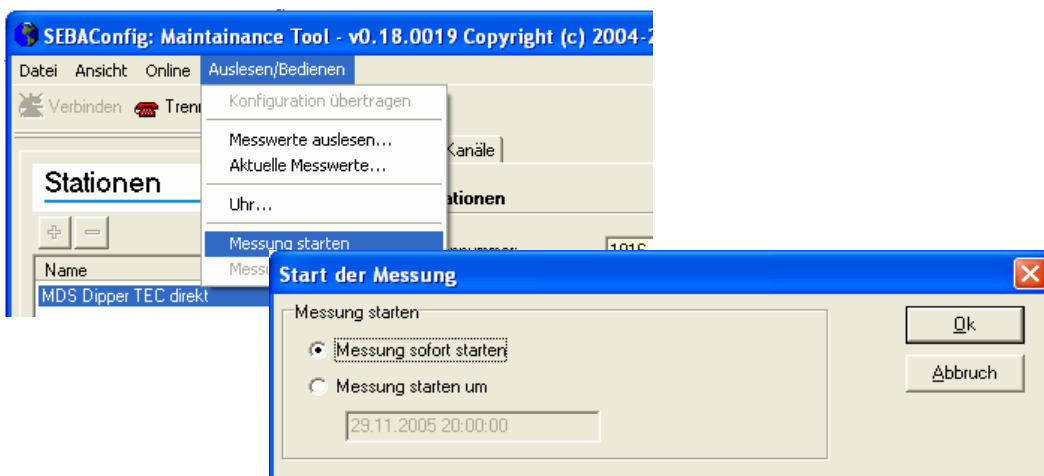 SEBAConfig: Maintainance Tool - v0.18.0019 Copyright (c) 2004-2
Datei Ansicht Online Auslesen/Bedienen
Verbinden
Konfiguration übertragen
Messwerte auslesen...
Aktuelle Messwerte...
Uhr...
Messung starten
Kanäle
Stationen
Name
MDS Dipper TEC direkt
Start der Messung
Messung starten
Messung sofort starten
Messung starten um
29.11.2005 20:00:00
Ok
Abbruch